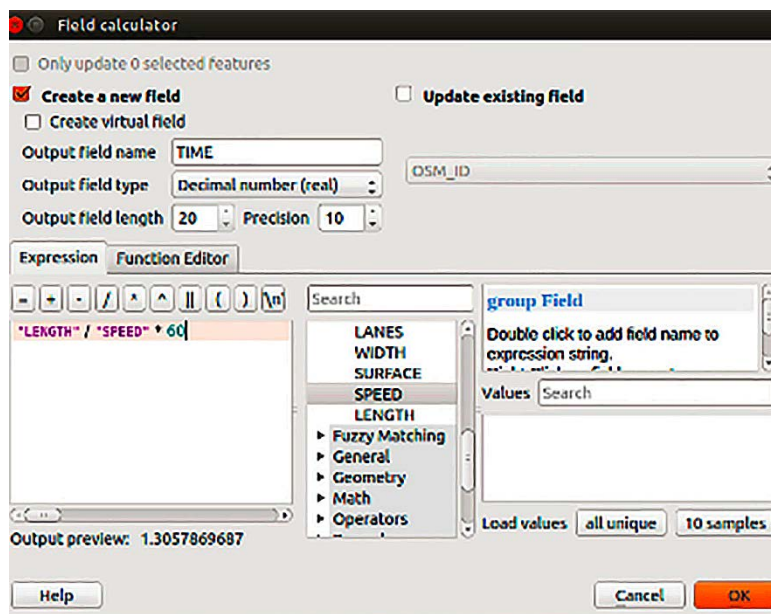 Field calculator
Only update 0 selected features
Create a new field
Update existing field
Create virtual field
Output field name TIME
OSM_ID
Output field type Decimal number (real)
Output field length 20 Precision 10
Expression Function Editor
= + - / * ^ || ( ) '\n'
"LENGTH" / "SPEED" * 60
Search
LANES
WIDTH
SURFACE
SPEED
LENGTH
Fuzzy Matching
General
Geometry
Math
Operators
group Field
Double click to add field name to
expression string.
Values Search
Load values all unique 10 samples
Output preview: 1.3057869687
Help Cancel OK